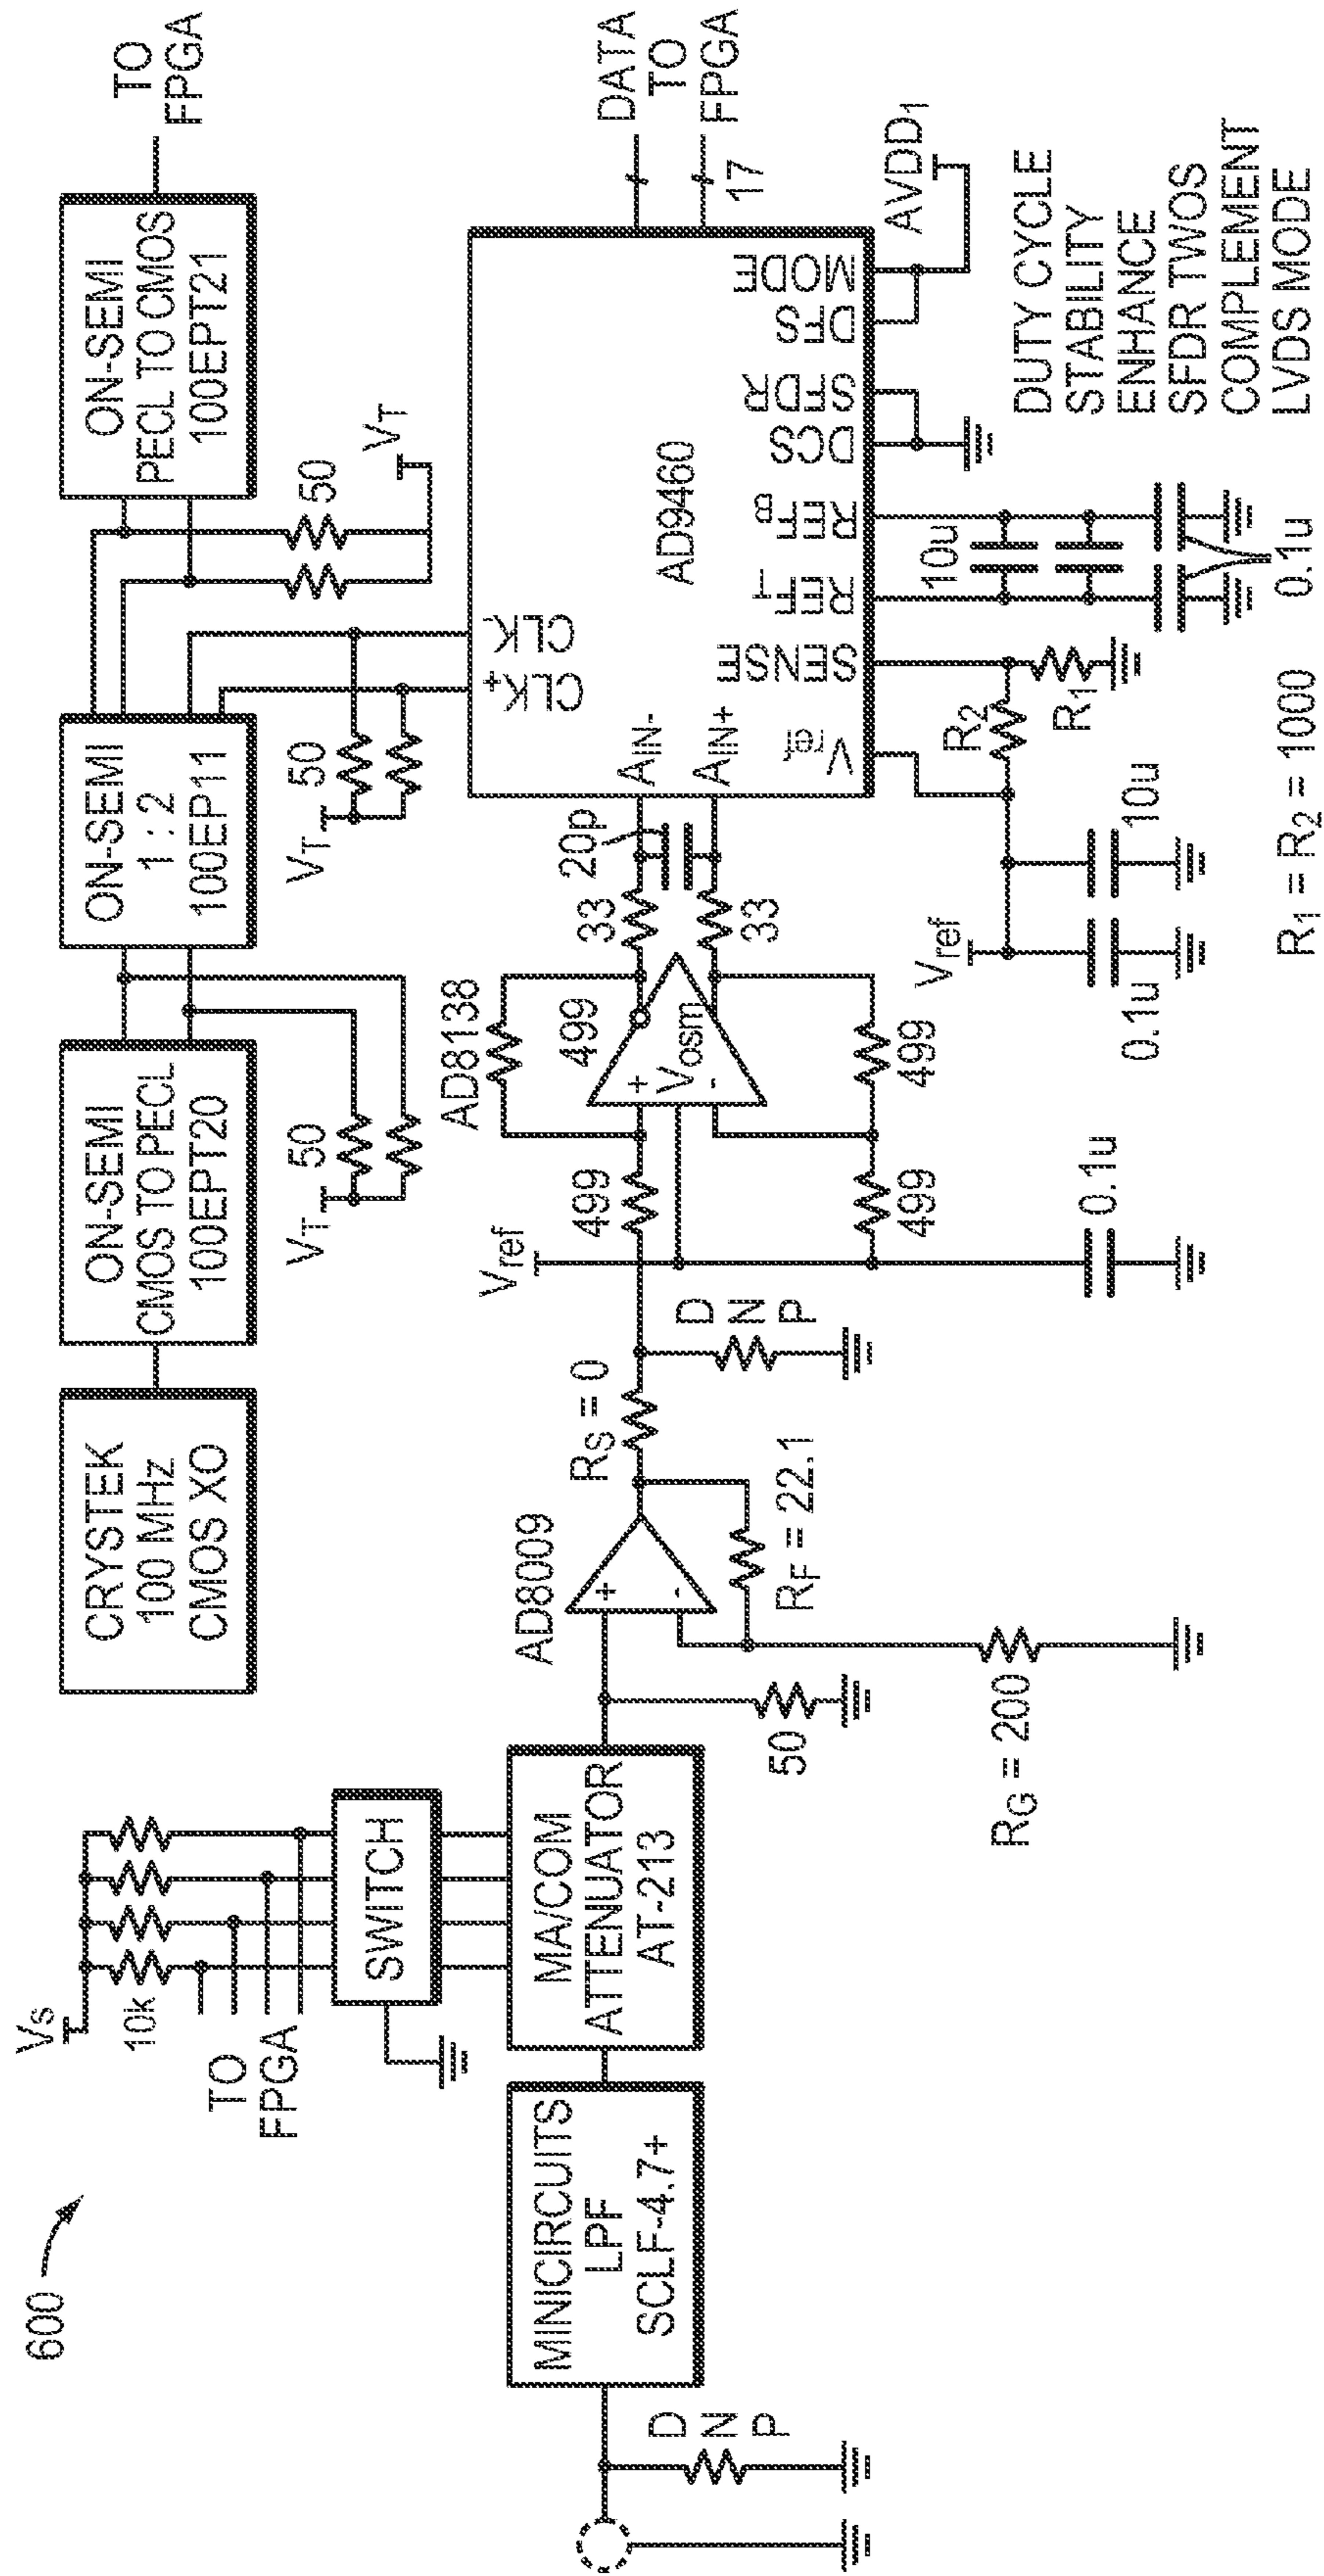 600
Vs
10k
TO
FPGA
SWITCH
MINICIRCUITS
LPF
SCLF-4.7+
MA/COM
ATTENUATOR
AT-213
D
N
P
50
AD8009
+
-
RF = 22.1
RG = 200
RS = 0
D
N
P
CRYSTEK
100 MHz
CMOS XO
ON-SEMI
CMOS TO PECL
100EPT20
VT
50
ON-SEMI
1 : 2
100EP11
VT
50
ON-SEMI
PECL TO CMOS
100EPT21
TO
FPGA
50
VT
Vref
499
499
AD8138
499
+
Vosm
-
499
0.1u
33
33
20p
AIN-
AIN+
CLK+
CLK-
AD9460
Vref
SENSE
REFT
REFB
DCS
SFDR
DFS
MODE
DATA
TO
FPGA
17
AVDD1
Vref
0.1u
10u
R2
R1
10u
0.1u
R1 = R2 = 1000
DUTY CYCLE
STABILITY
ENHANCE
SFDR TWOS
COMPLEMENT
LVDS MODE